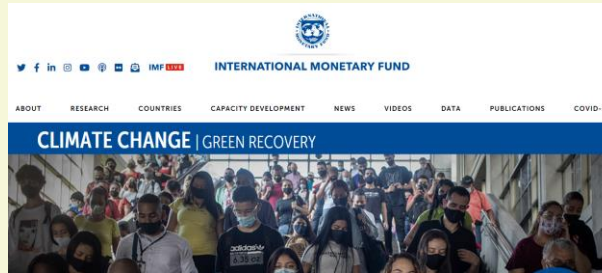 IMF LIVE
INTERNATIONAL MONETARY FUND
ABOUT RESEARCH COUNTRIES CAPACITY DEVELOPMENT NEWS VIDEOS DATA PUBLICATIONS COVID-
CLIMATE CHANGE | GREEN RECOVERY
adidas